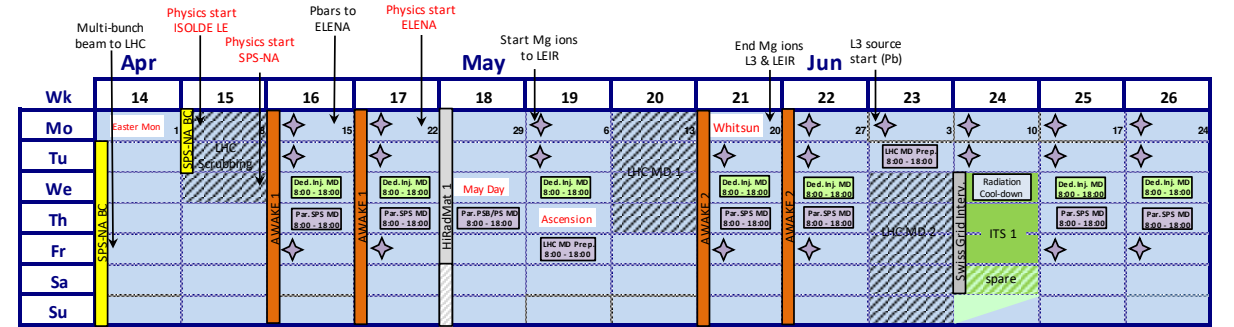 Multi-bunch
beam to LHC
Physics start
ISOLDE LE
Physics start
SPS-NA
Pbars to
ELENA
Physics start
ELENA
Start Mg ions
to LEIR
End Mg ions
L3 & LEIR
L3 source
start (Pb)
Apr
May
Jun
Wk 14 15 16 17 18 19 20 21 22 23 24 25 26
Mo Easter Mon 1 8 15 22 29 6 13 Whitsun 20 27 3 10 17 24
Tu
We
Th
Fr
Sa
Su
SPS-NA BC
SPS-NA BC
LHC
Scrubbing
AWAKE 1
Ded. Inj. MD
8:00 - 18:00
Par. SPS MD
8:00 - 18:00
AWAKE 1
Ded. Inj. MD
8:00 - 18:00
Par. SPS MD
8:00 - 18:00
HiRadMat 1
May Day
Par. PSB/PS MD
8:00 - 18:00
Ded. Inj. MD
8:00 - 18:00
Ascension
LHC MD Prep.
8:00 - 18:00
LHC MD 1
AWAKE 2
Ded. Inj. MD
8:00 - 18:00
Par. SPS MD
8:00 - 18:00
AWAKE 2
Ded. Inj. MD
8:00 - 18:00
Par. SPS MD
8:00 - 18:00
LHC MD Prep.
8:00 - 18:00
LHC MD 2
Swiss Grid Interv.
Radiation
Cool-down
ITS 1
spare
Ded. Inj. MD
8:00 - 18:00
Par. SPS MD
8:00 - 18:00
Ded. Inj. MD
8:00 - 18:00
Par. SPS MD
8:00 - 18:00